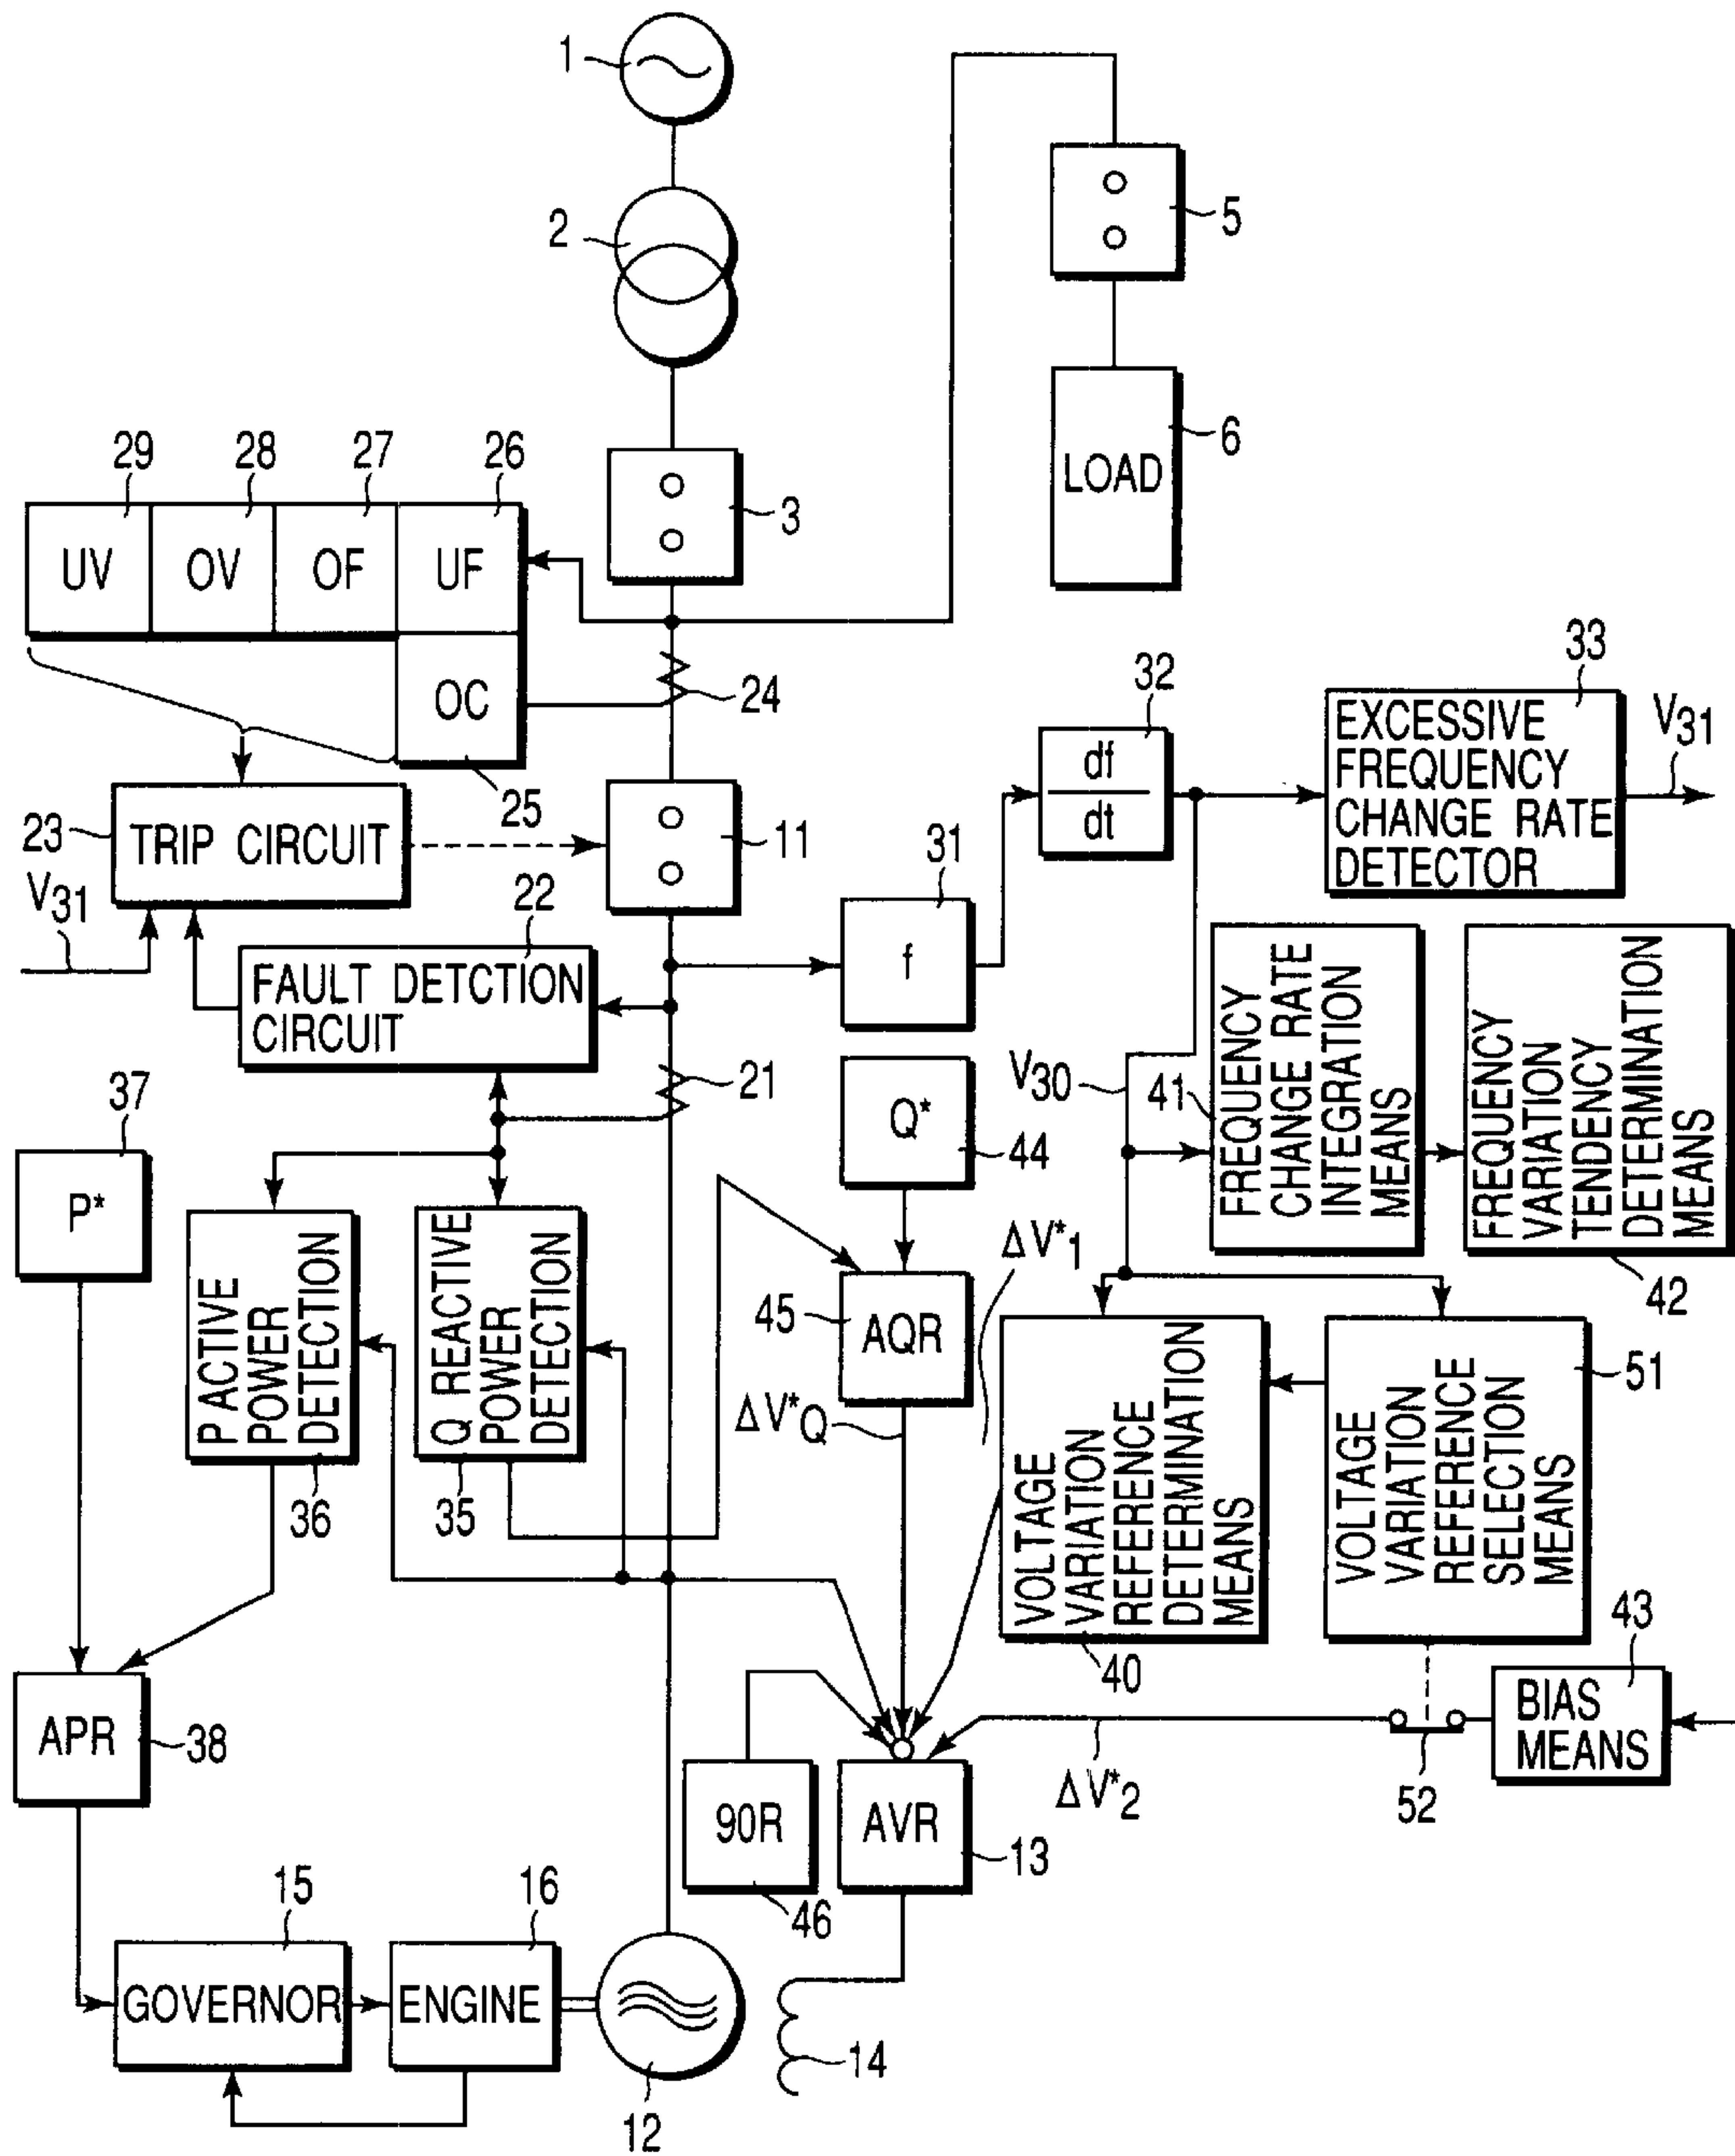 1
2
5
6
LOAD
29
28
27
26
3
UV
OV
OF
UF
OC
24
25
23
TRIP CIRCUIT
11
V31
22
FAULT DETCTION
CIRCUIT
21
31
f
32
df
dt
33
EXCESSIVE
FREQUENCY
CHANGE RATE
DETECTOR
V31
V30
41
FREQUENCY
CHANGE RATE
INTEGRATION
MEANS
FREQUENCY
VARIATION
TENDENCY
DETERMINATION
MEANS
42
37
P*
P ACTIVE
POWER
DETECTION
36
Q REACTIVE
POWER
DETECTION
35
Q*
44
45
AQR
ΔV*Q
ΔV*1
VOLTAGE
VARIATION
REFERENCE
DETERMINATION
MEANS
40
VOLTAGE
VARIATION
REFERENCE
SELECTION
MEANS
51
43
BIAS
MEANS
52
ΔV*2
APR
38
90R
46
AVR
13
15
GOVERNOR
16
ENGINE
12
14